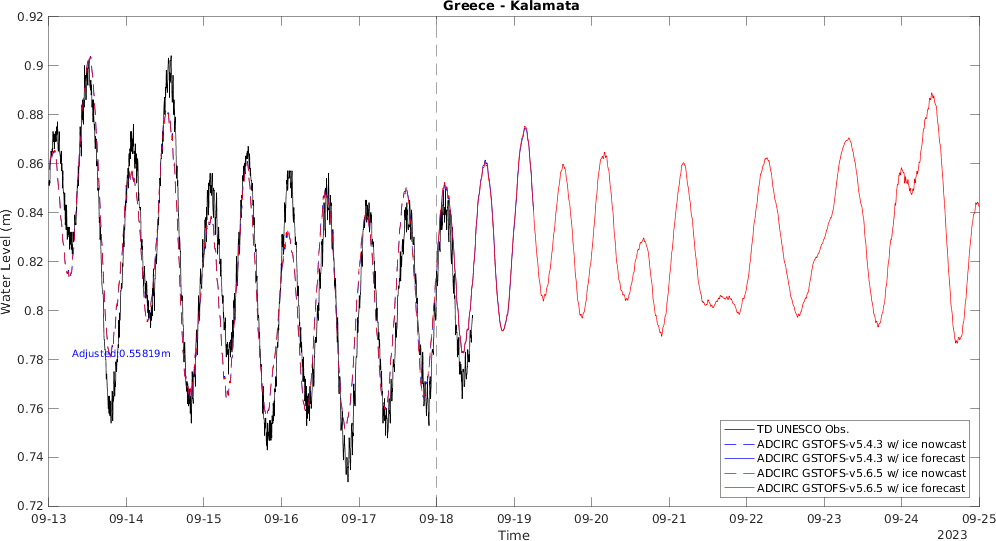 Greece - Kalamata
0.92
0.9
0.88
0.86
0.84
0.82
0.8
0.78
0.76
0.74
0.72
Water Level (m)
Adjusted 0.55819m
TD UNESCO Obs.
ADCIRC GSTOFS-v5.4.3 w/ ice nowcast
ADCIRC GSTOFS-v5.4.3 w/ ice forecast
ADCIRC GSTOFS-v5.6.5 w/ ice nowcast
ADCIRC GSTOFS-v5.6.5 w/ ice forecast
09-13 09-14 09-15 09-16 09-17 09-18 09-19 09-20 09-21 09-22 09-23 09-24 09-25
Time
2023